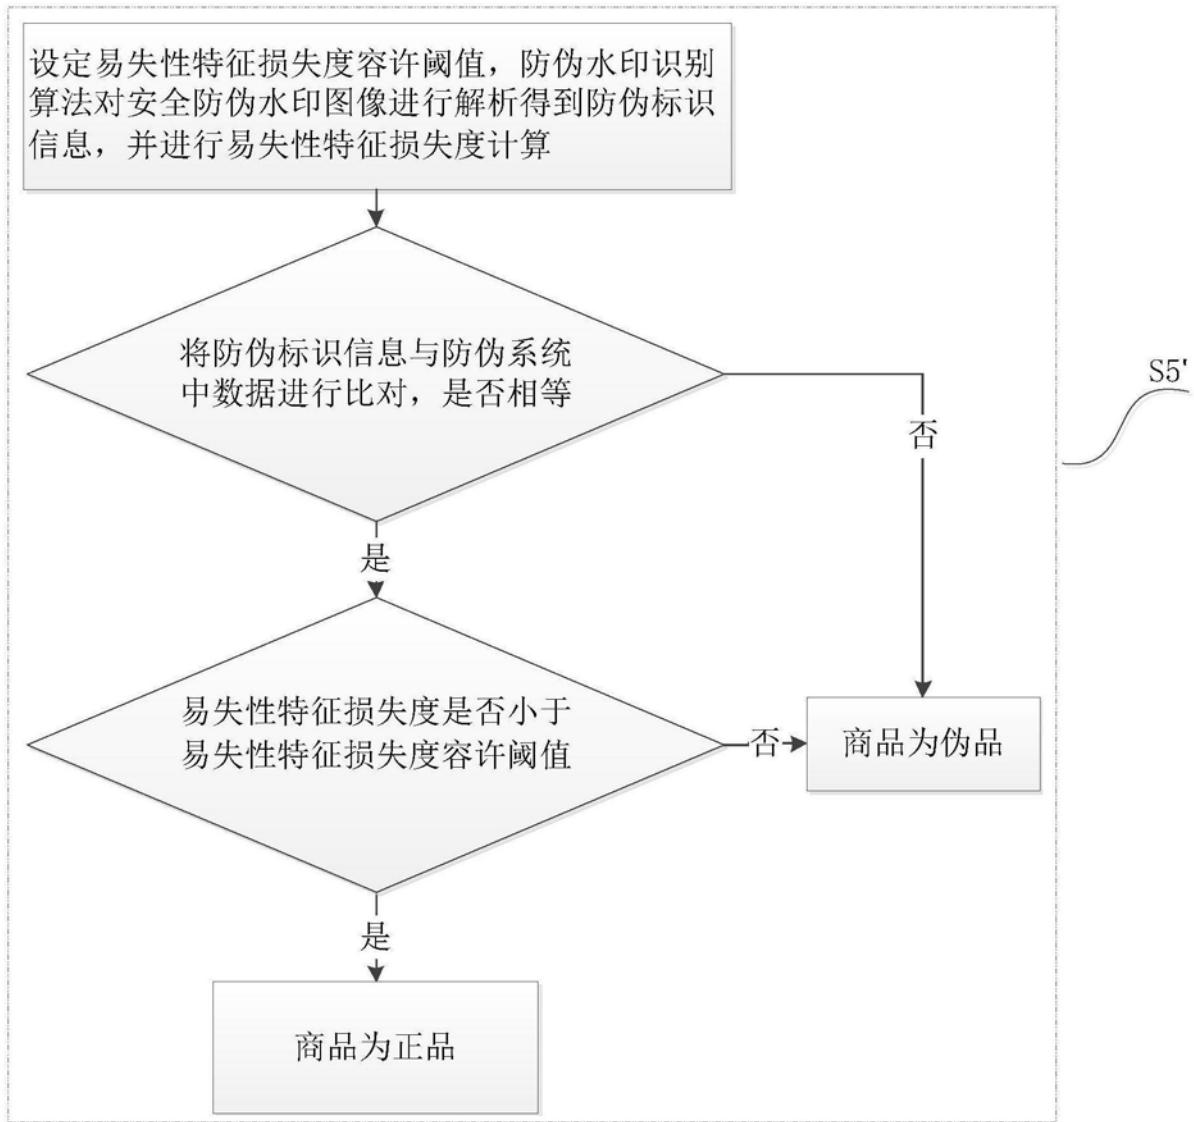 设定易失性特征损失度容许阈值，防伪水印识别
算法对安全防伪水印图像进行解析得到防伪标识
信息，并进行易失性特征损失度计算
将防伪标识信息与防伪系统
中数据进行比对，是否相等
S5'
否
是
易失性特征损失度是否小于
易失性特征损失度容许阈值
否
商品为伪品
是
商品为正品